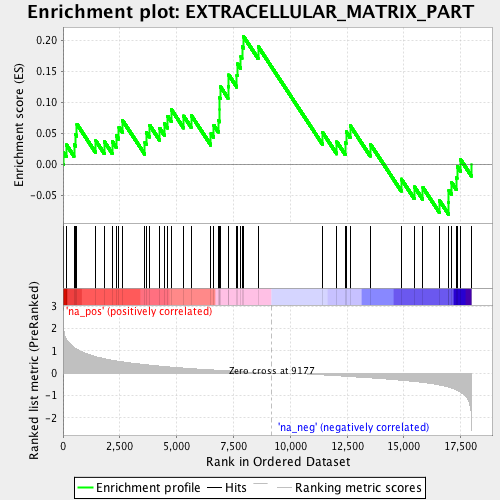 Enrichment plot: EXTRACELLULAR_MATRIX_PART
Enrichment score (ES)
0.20
0.15
0.10
0.05
0.00
-0.05
'na_pos' (positively correlated)
Ranked list metric (PreRanked)
3
2
1
0
-1
-2
Zero cross at 9177
'na_neg' (negatively correlated)
0
2,500
5,000
7,500
10,000
12,500
15,000
17,500
Rank in Ordered Dataset
Enrichment profile
Hits
Ranking metric scores